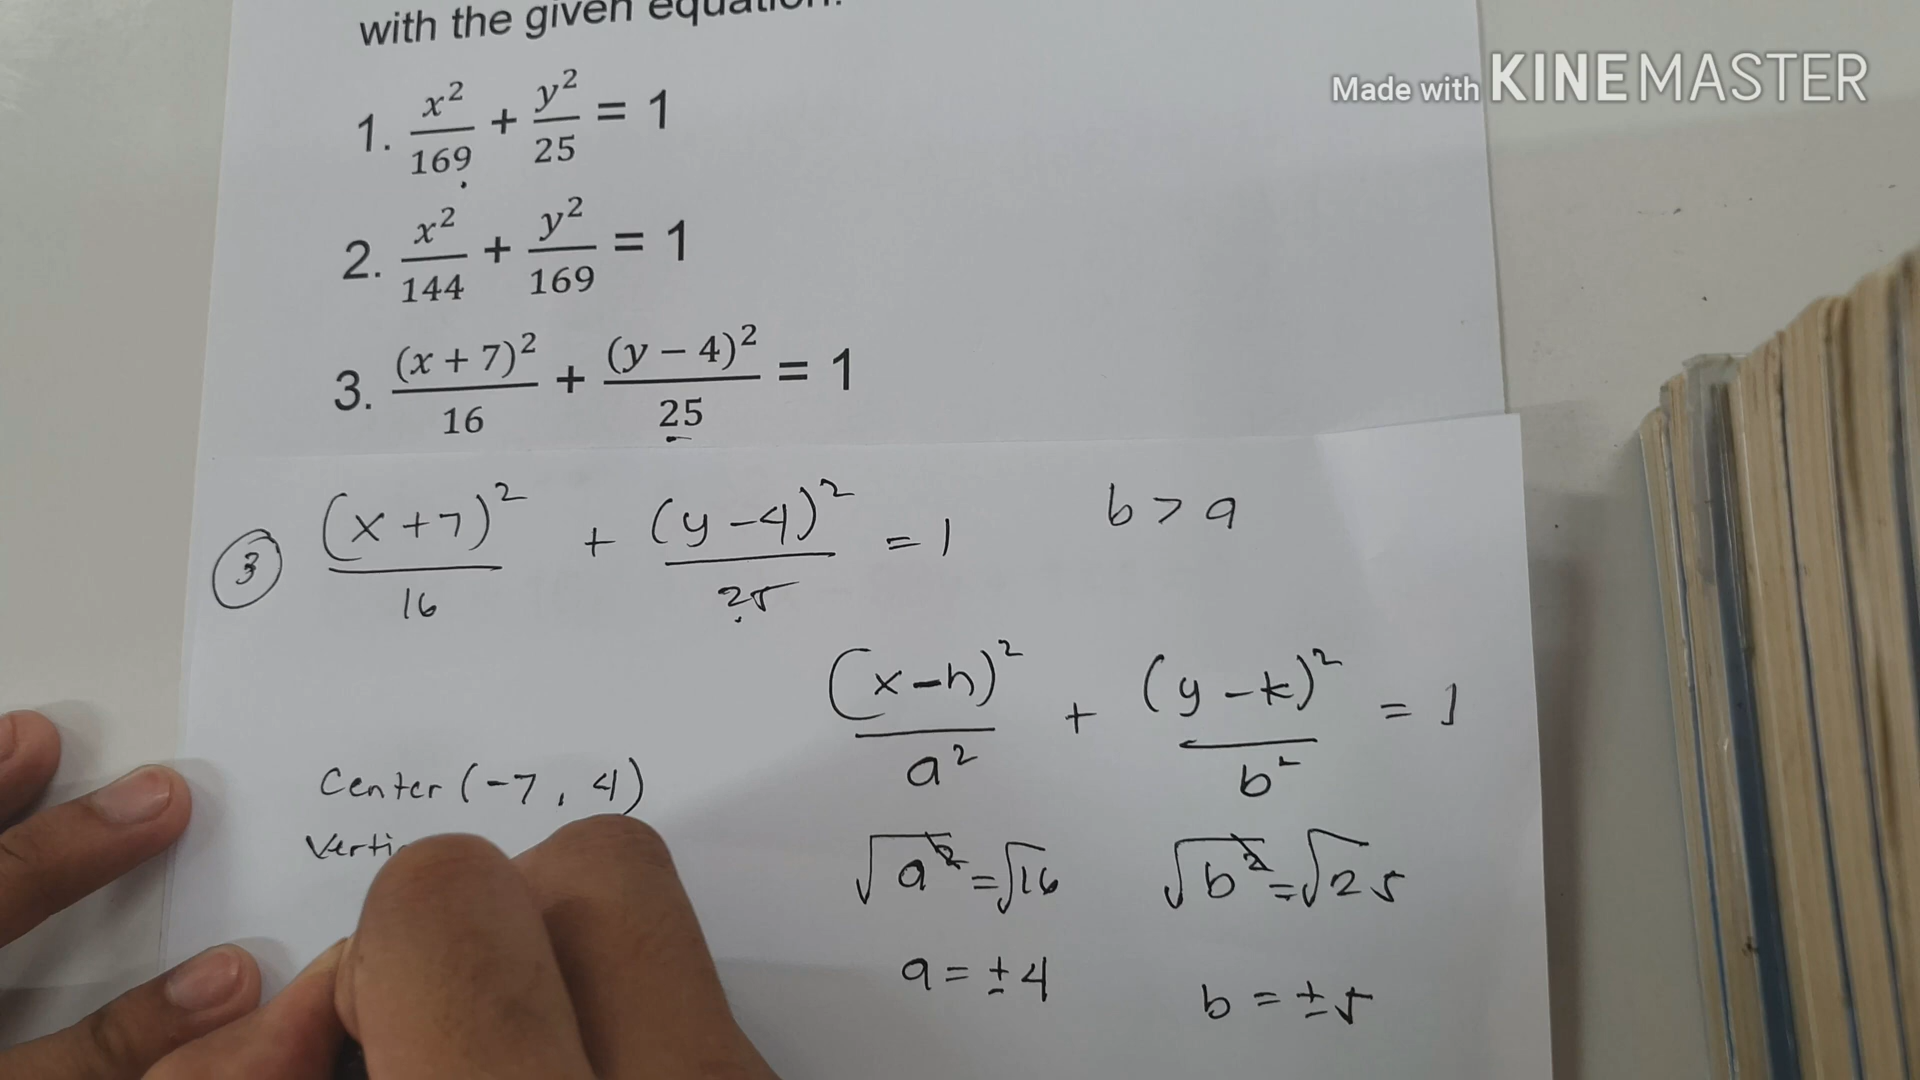 with the given equation.
Made with KINEMASTER
1. x²/169 + y²/25 = 1
2. x²/144 + y²/169 = 1
3. (x + 7)²/16 + (y − 4)²/25 = 1
③ (x+7)²/16 + (y−4)²/25 = 1
b > a
(x−h)²/a² + (y−k)²/b² = 1
Center (−7, 4)
Verti
√a² = √16
√b² = √25
a = ±4
b = ±5